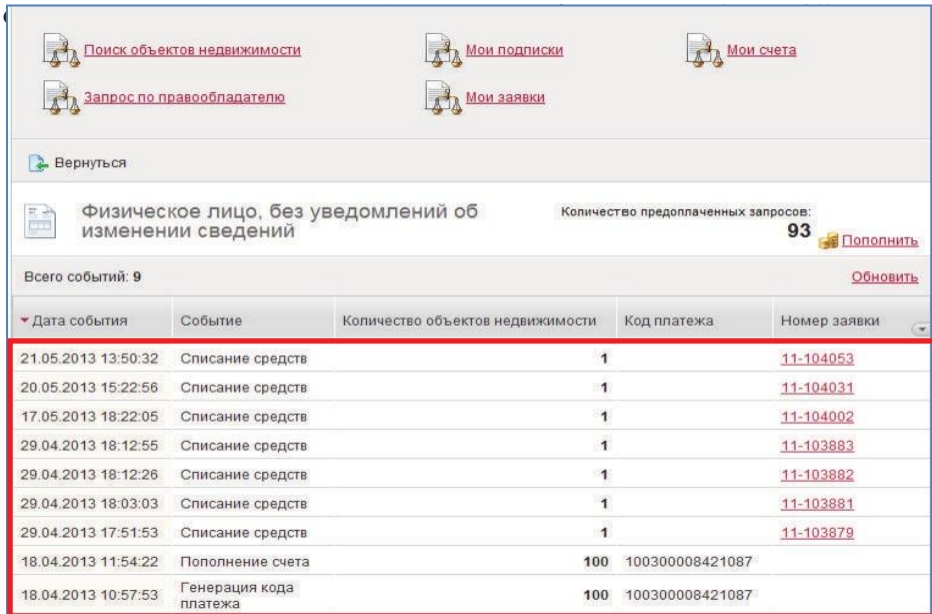 Поиск объектов недвижимости Мои подписки Мои счета
Запрос по правообладателю Мои заявки
Вернуться
Физическое лицо, без уведомлений об Количество предоплаченных запросов:
изменении сведений 93 Пополнить
Всего событий: 9 Обновить
Дата события Событие Количество объектов недвижимости Код платежа Номер заявки
21.05.2013 13:50:32 Списание средств 1 11-104053
20.05.2013 15:22:56 Списание средств 1 11-104031
17.05.2013 18:22:05 Списание средств 1 11-104002
29.04.2013 18:12:55 Списание средств 1 11-103883
29.04.2013 18:12:26 Списание средств 1 11-103882
29.04.2013 18:03:03 Списание средств 1 11-103881
29.04.2013 17:51:53 Списание средств 1 11-103879
18.04.2013 11:54:22 Пополнение счета 100 100300008421087
18.04.2013 10:57:53 Генерация кода 100 100300008421087
платежа